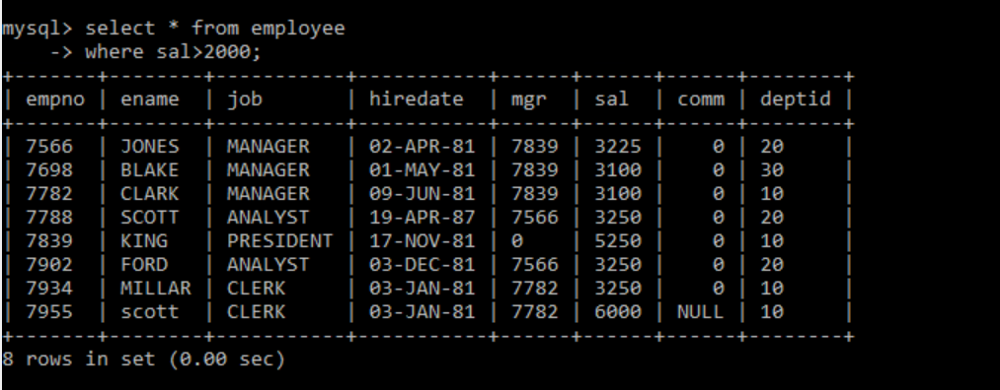 mysql> select * from employee
    -> where sal>2000;
+-------+--------+-----------+-----------+------+------+------+--------+
| empno | ename  | job       | hiredate  | mgr  | sal  | comm | deptid |
+-------+--------+-----------+-----------+------+------+------+--------+
| 7566  | JONES  | MANAGER   | 02-APR-81 | 7839 | 3225 |    0 | 20     |
| 7698  | BLAKE  | MANAGER   | 01-MAY-81 | 7839 | 3100 |    0 | 30     |
| 7782  | CLARK  | MANAGER   | 09-JUN-81 | 7839 | 3100 |    0 | 10     |
| 7788  | SCOTT  | ANALYST   | 19-APR-87 | 7566 | 3250 |    0 | 20     |
| 7839  | KING   | PRESIDENT | 17-NOV-81 | 0    | 5250 |    0 | 10     |
| 7902  | FORD   | ANALYST   | 03-DEC-81 | 7566 | 3250 |    0 | 20     |
| 7934  | MILLAR | CLERK     | 03-JAN-81 | 7782 | 3250 |    0 | 10     |
| 7955  | scott  | CLERK     | 03-JAN-81 | 7782 | 6000 | NULL | 10     |
+-------+--------+-----------+-----------+------+------+------+--------+
8 rows in set (0.00 sec)